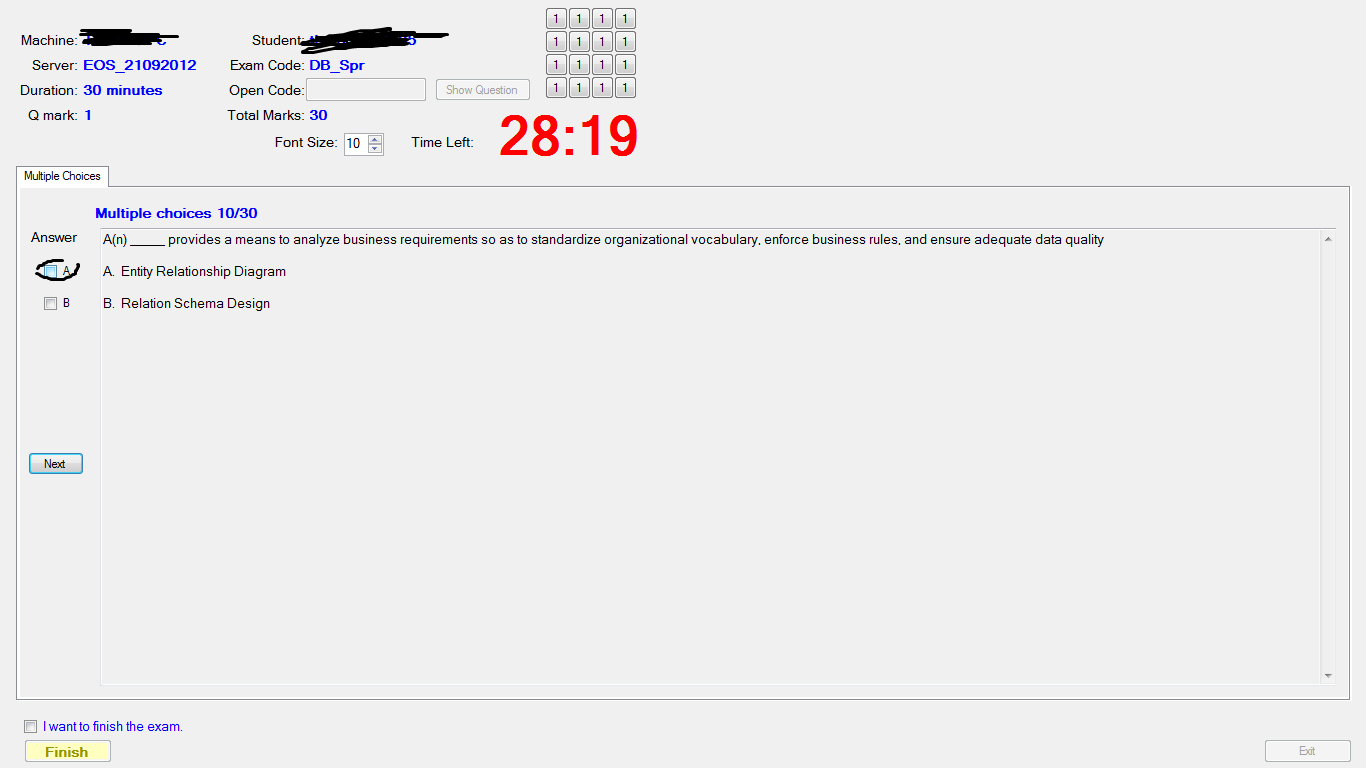 Machine:
Student:
Server: EOS_21092012
Exam Code: DB_Spr
Duration: 30 minutes
Open Code:
Show Question
Q mark: 1
Total Marks: 30
Font Size: 10
Time Left: 28:19
1 1 1 1
1 1 1 1
1 1 1 1
1 1 1 1
Multiple Choices
Multiple choices 10/30
Answer
A(n) _____ provides a means to analyze business requirements so as to standardize organizational vocabulary, enforce business rules, and ensure adequate data quality
A
A. Entity Relationship Diagram
B
B. Relation Schema Design
Next
I want to finish the exam.
Finish
Exit